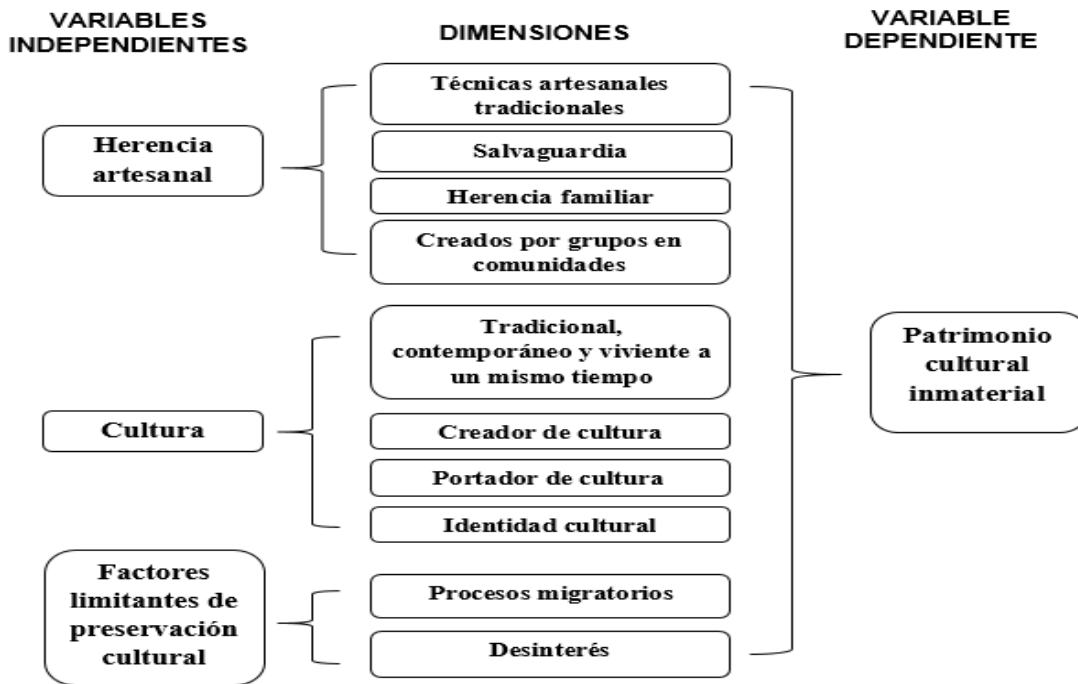 VARIABLES
INDEPENDIENTES
DIMENSIONES
VARIABLE
DEPENDIENTE
Herencia
artesanal
Técnicas artesanales
tradicionales
Salvaguardia
Herencia familiar
Creados por grupos en
comunidades
Cultura
Tradicional,
contemporáneo y viviente a
un mismo tiempo
Creador de cultura
Portador de cultura
Identidad cultural
Factores
limitantes de
preservación
cultural
Procesos migratorios
Desinterés
Patrimonio
cultural
inmaterial